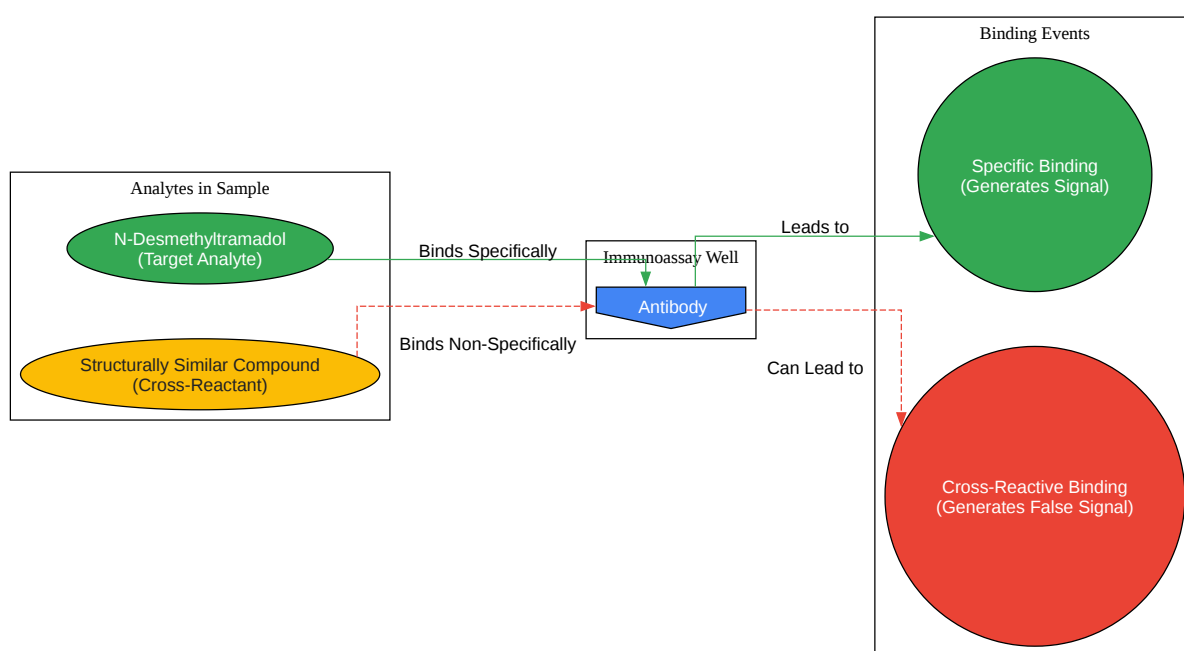 Analytes in Sample
N-Desmethyltramadol
(Target Analyte)
Structurally Similar Compound
(Cross-Reactant)
Binds Specifically
Binds Non-Specifically
Immunoassay Well
Antibody
Leads to
Can Lead to
Binding Events
Specific Binding
(Generates Signal)
Cross-Reactive Binding
(Generates False Signal)